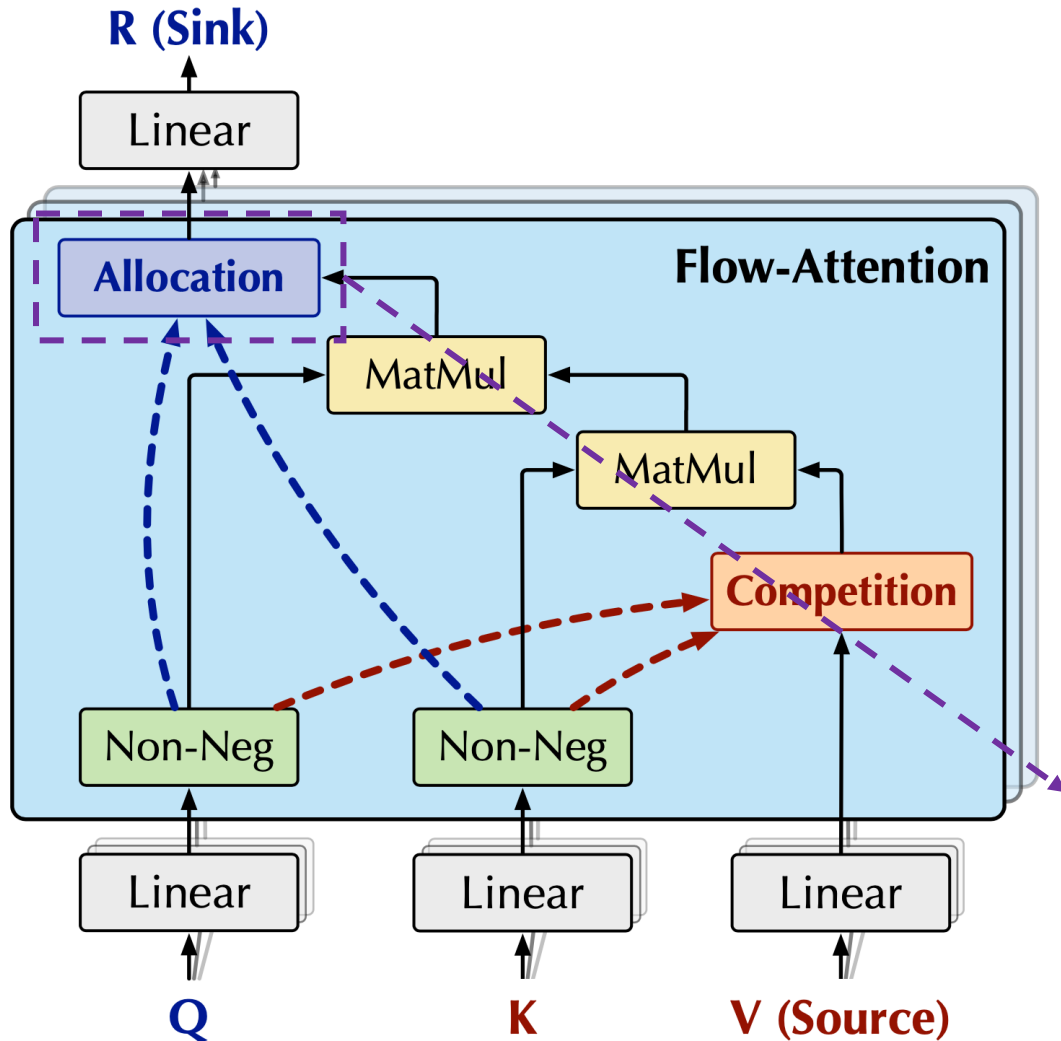 R (Sink)
Linear
Flow-Attention
Allocation
MatMul
MatMul
Competition
Non-Neg
Non-Neg
Linear
Linear
Linear
Q
K
V (Source)